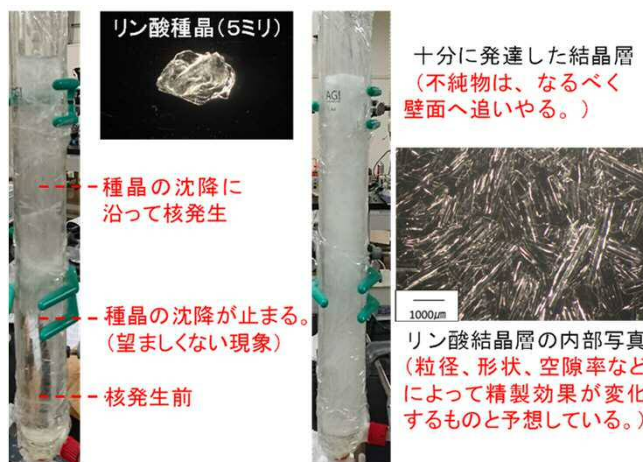 リン酸種晶（５ミリ）
種晶の沈降に
沿って核発生
種晶の沈降が止まる。
（望ましくない現象）
核発生前
AGI
AGI
十分に発達した結晶層
（不純物は、なるべく
壁面へ追いやる。）
1000μm
リン酸結晶層の内部写真
（粒径、形状、空隙率など
によって精製効果が変化
するものと予想している。）